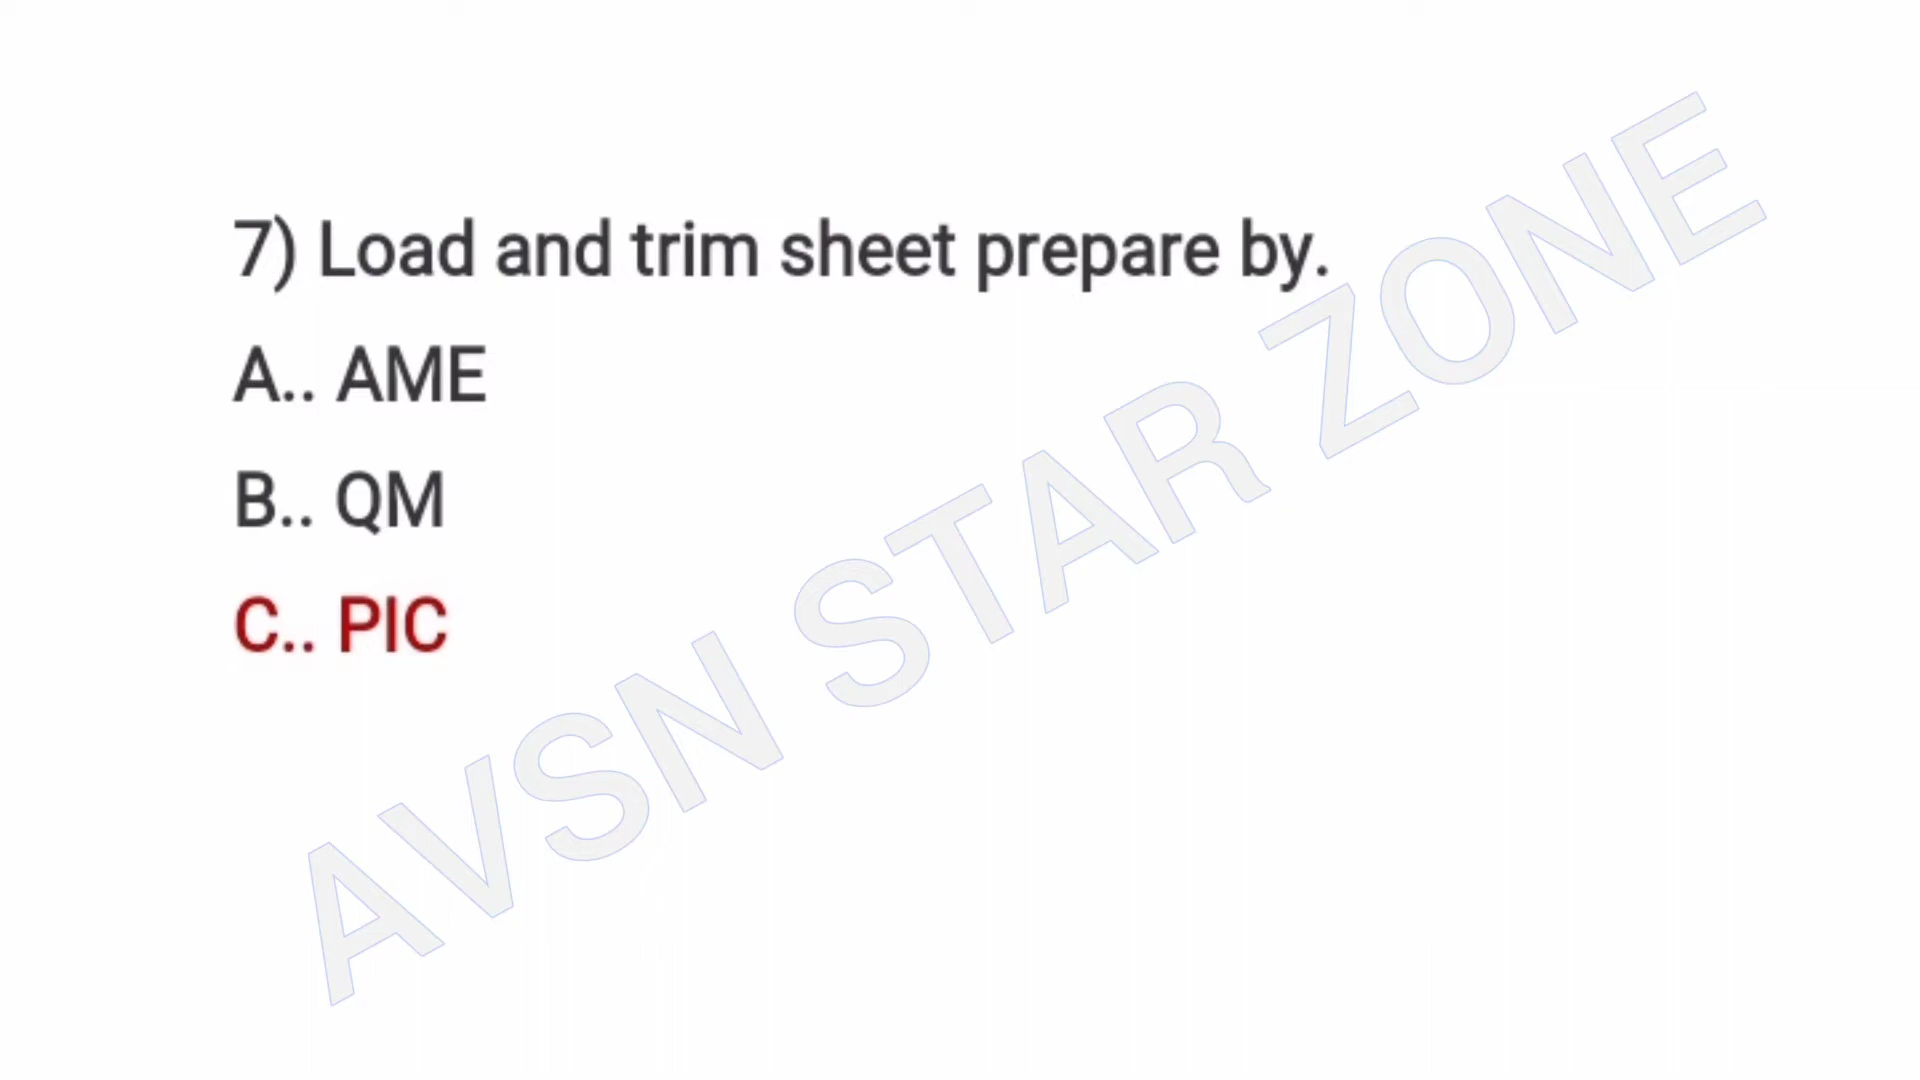 7) Load and trim sheet prepare by.
A.. AME
B.. QM
C.. PIC
AVSN STAR ZONE